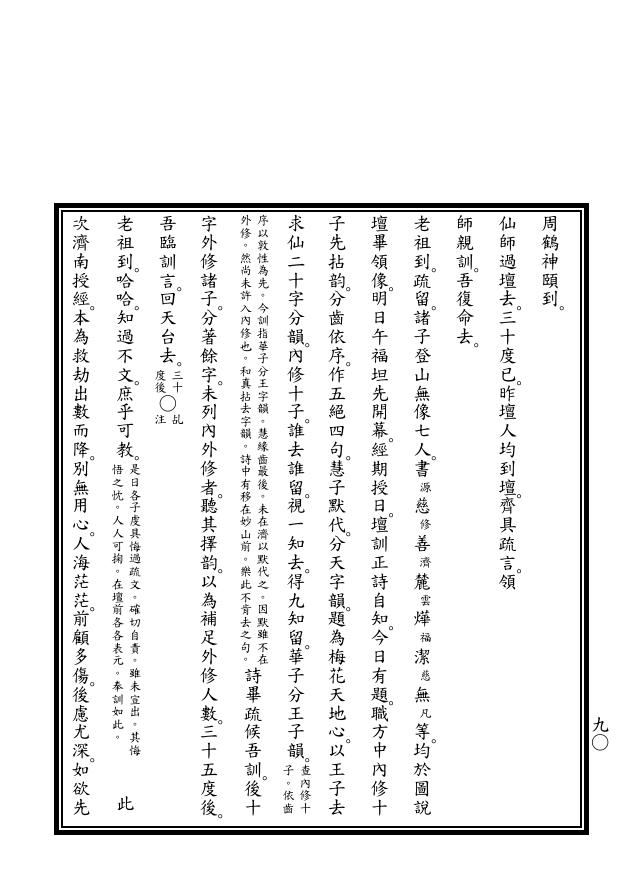 周鶴神頤到。
仙師過壇去。三十度已。昨壇人均到壇。齊具疏言。領
師親訓。吾復命去。
老祖到。疏留。諸子登山無像七人。書源慈修善濟麓雲燁福潔慈無凡等。均於圖說
壇畢領像。明日午福坦先開幕。經期授日。壇訓正詩自知。今日有題。職方中內修十
子先拈韵。分齒依序。作五絕四句。慧子默代。分天字韻。題為梅花天地心。以王子去
求仙二十字分韻。內修十子。誰去誰留。視一知去。得九知留。華子分王子韻。查內修十子。依齒
序以敦性為先。今訓指華子分王字韻。慧緣齒最後。未在濟以默代之。因默雖不在
外修。然尚未許入內修也。和真拈去字韻。詩中有移在妙山前。樂此不肯去之句。詩畢疏候吾訓。後十
字外修諸子。分著餘字。未列內外修者。聽其擇韵。以為補足外修人數。三十五度後。
吾臨訓言。回天台去。三十度後〇乩注
老祖到。哈哈。知過不文。庶乎可教。是日各子虔具悔過疏文。確切自責。雖未宣出。其悔
悟之忱。人人可掬。在壇前各各表元。奉訓如此。此
次濟南授經。本為救劫出數而降。別無用心。人海茫茫。前顧多傷。後慮尤深。如欲先
九〇